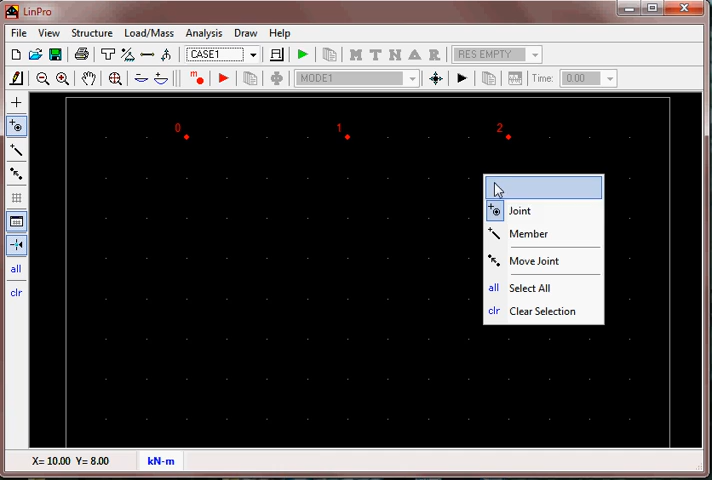 LinPro
File View Structure Load/Mass Analysis Draw Help
CASE1 M T N A R RES EMPTY
m MODE1 Time: 0.00
0 1 2
Joint
Member
Move Joint
all Select All
clr Clear Selection
all
clr
X= 10.00 Y= 8.00 kN-m